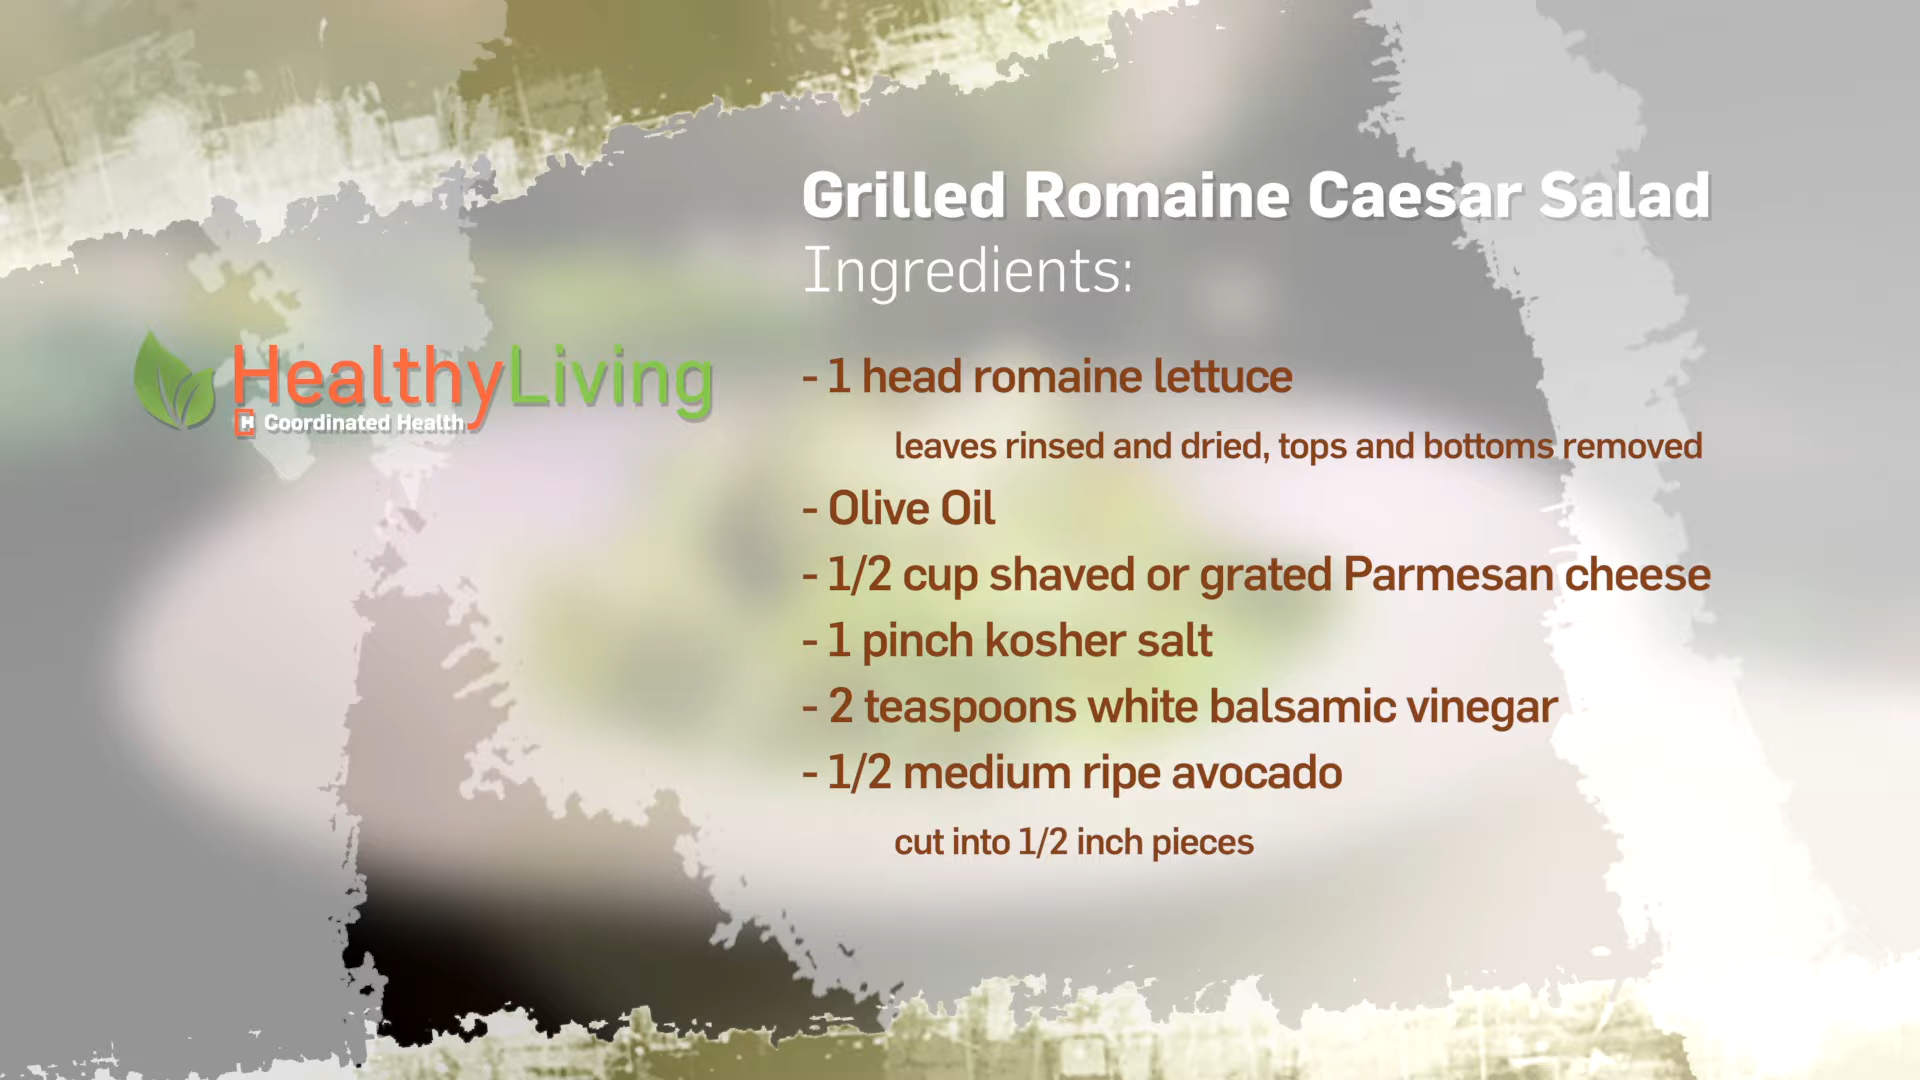 Grilled Romaine Caesar Salad
Ingredients:
HealthyLiving
H Coordinated Health
- 1 head romaine lettuce
leaves rinsed and dried, tops and bottoms removed
- Olive Oil
- 1/2 cup shaved or grated Parmesan cheese
- 1 pinch kosher salt
- 2 teaspoons white balsamic vinegar
- 1/2 medium ripe avocado
cut into 1/2 inch pieces